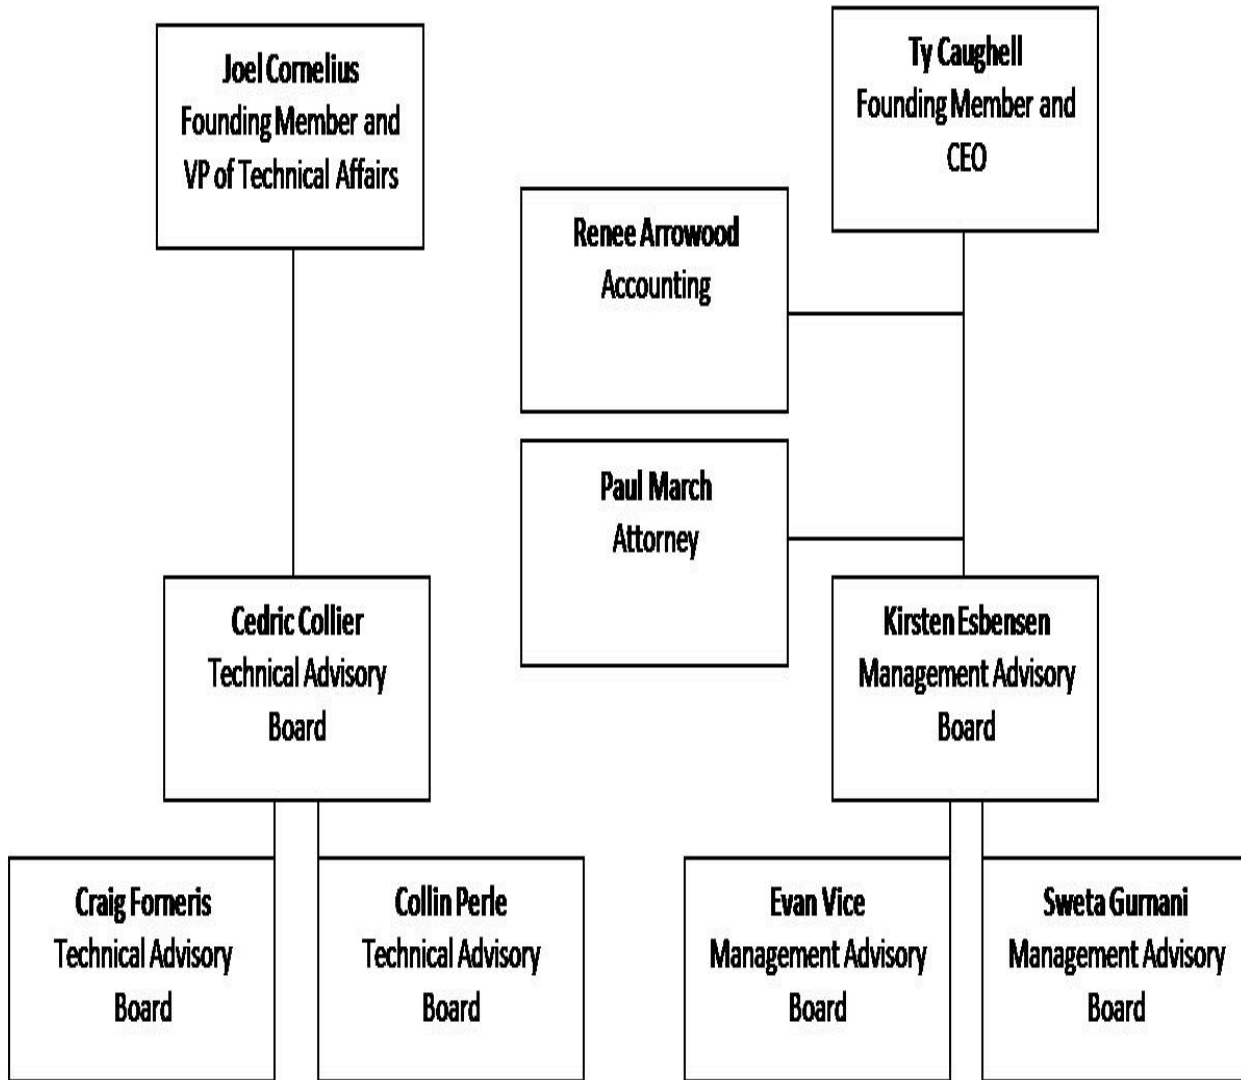 Joel Cornelius
Founding Member and
VP of Technical Affairs
Ty Caughell
Founding Member and
CEO
Renee Arrowood
Accounting
Paul March
Attorney
Cedric Collier
Technical Advisory
Board
Kirsten Esbensen
Management Advisory
Board
Craig Forneris
Technical Advisory
Board
Collin Perle
Technical Advisory
Board
Evan Vice
Management Advisory
Board
Sweta Gurnani
Management Advisory
Board